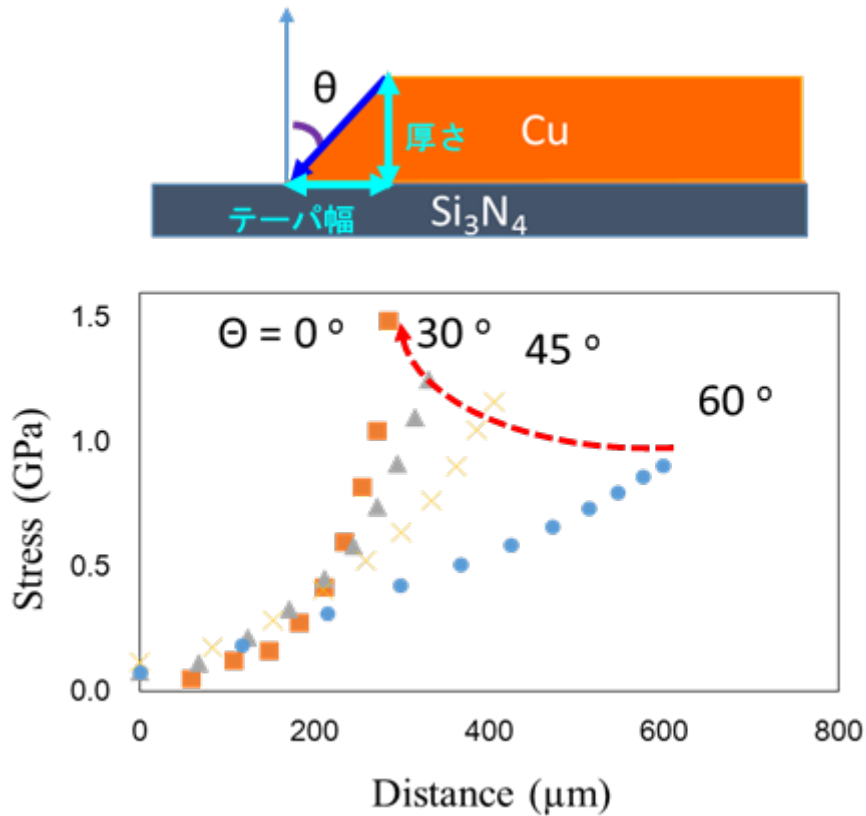 θ
厚さ
Cu
テーパ幅
Si₃N₄
Θ = 0 º
30 º
45 º
60 º
1.5
1.0
0.5
0.0
Stress (GPa)
0
200
400
600
800
Distance (μm)